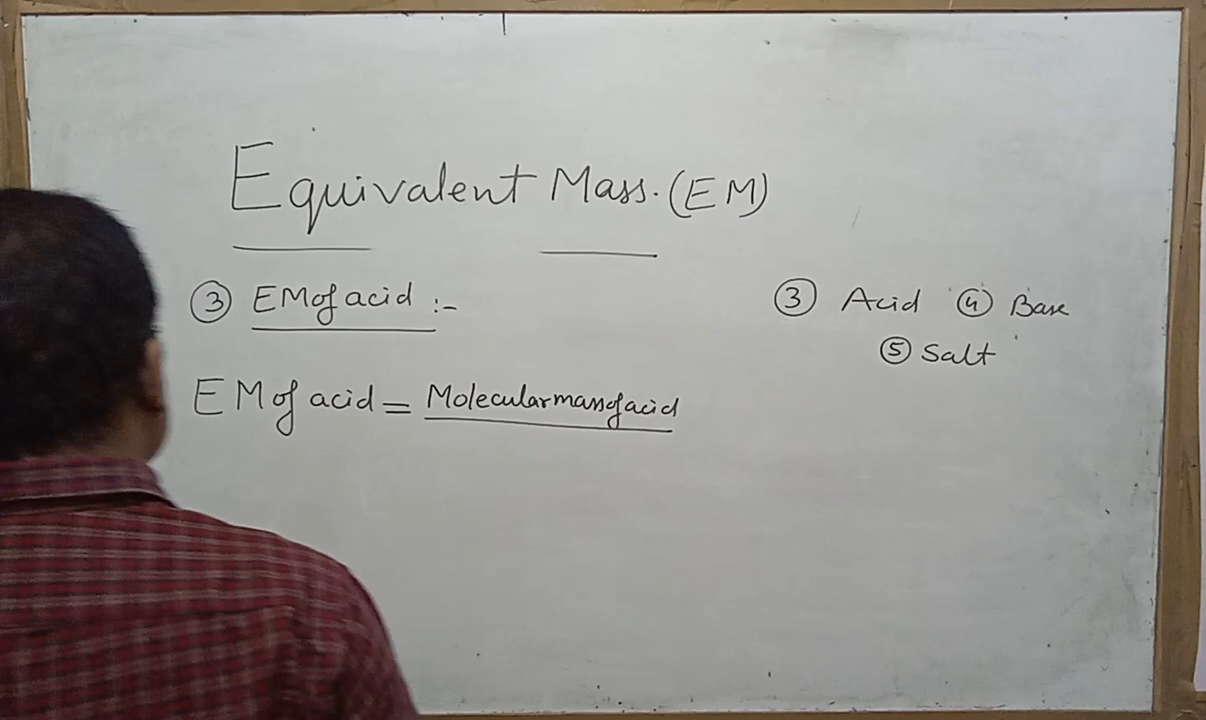 Equivalent Mass. (EM)
③ EM of acid :-
③ Acid ④ Base
⑤ Salt
EM of acid = Molecular mass of acid